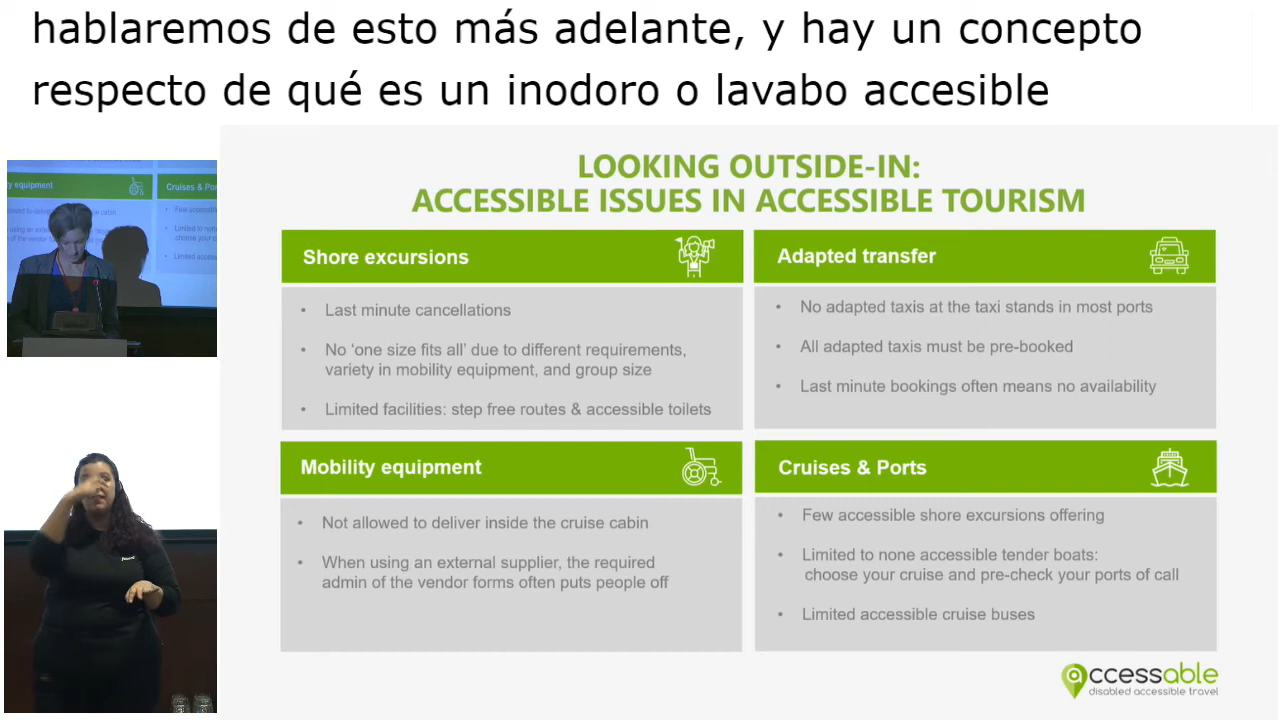 hablaremos de esto más adelante, y hay un concepto
respecto de qué es un inodoro o lavabo accesible
LOOKING OUTSIDE-IN:
ACCESSIBLE ISSUES IN ACCESSIBLE TOURISM
Shore excursions
• Last minute cancellations
• No ‘one size fits all’ due to different requirements,
variety in mobility equipment, and group size
• Limited facilities: step free routes & accessible toilets
Adapted transfer
• No adapted taxis at the taxi stands in most ports
• All adapted taxis must be pre-booked
• Last minute bookings often means no availability
Mobility equipment
• Not allowed to deliver inside the cruise cabin
• When using an external supplier, the required
admin of the vendor forms often puts people off
Cruises & Ports
• Few accessible shore excursions offering
• Limited to none accessible tender boats:
choose your cruise and pre-check your ports of call
• Limited accessible cruise buses
accessable
disabled accessible travel
equipment
Cruises & Ports
Few accessible